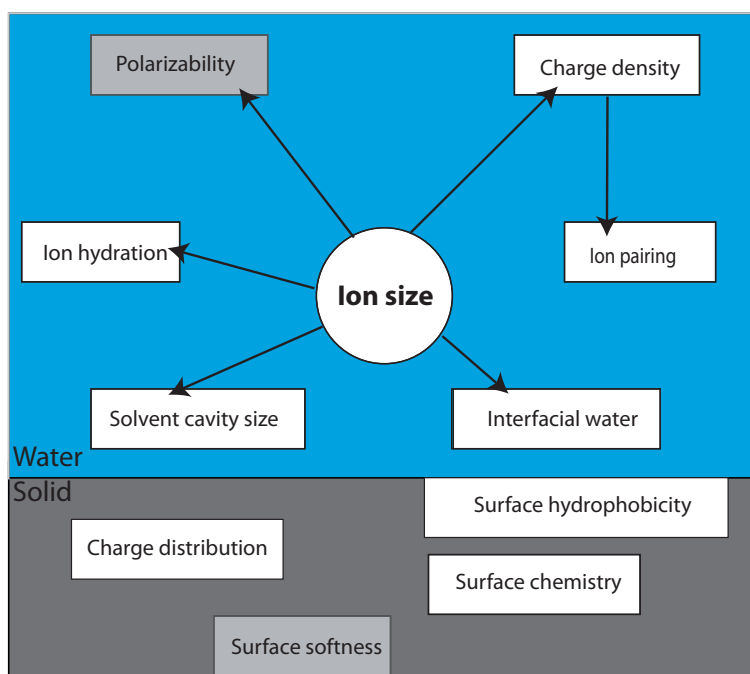 Polarizability
Charge density
Ion hydration
Ion pairing
Ion size
Solvent cavity size
Interfacial water
Water
Solid
Surface hydrophobicity
Charge distribution
Surface chemistry
Surface softness